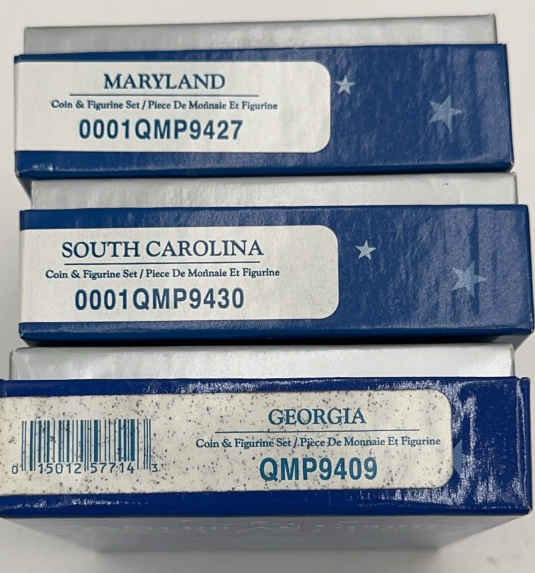 MARYLAND
Coin & Figurine Set / Piece De Monnaie Et Figurine
0001QMP9427
SOUTH CAROLINA
Coin & Figurine Set / Piece De Monnaie Et Figurine
0001QMP9430
GEORGIA
Coin & Figurine Set / Pièce De Monnaie Et Figurine
QMP9409
0 15012 57714 3